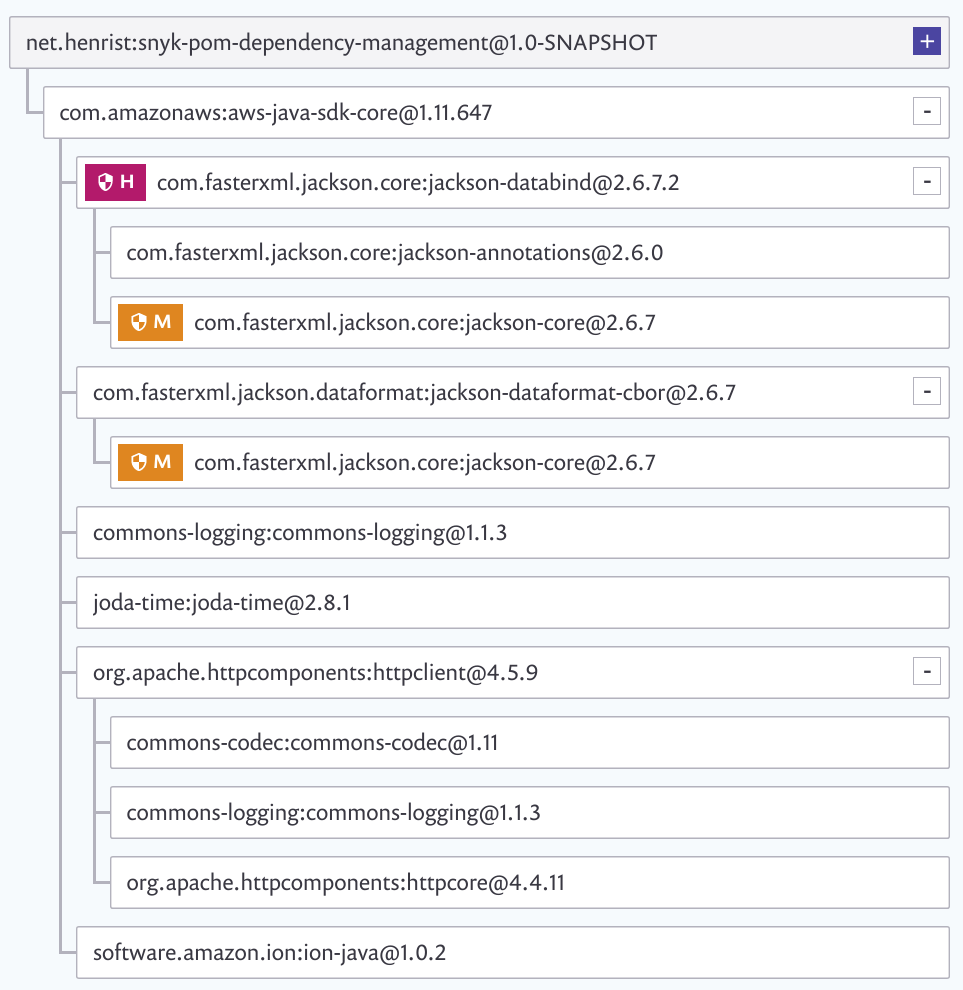 net.henrist:snyk-pom-dependency-management@1.0-SNAPSHOT +
com.amazonaws:aws-java-sdk-core@1.11.647 -
H com.fasterxml.jackson.core:jackson-databind@2.6.7.2 -
com.fasterxml.jackson.core:jackson-annotations@2.6.0
M com.fasterxml.jackson.core:jackson-core@2.6.7
com.fasterxml.jackson.dataformat:jackson-dataformat-cbor@2.6.7 -
M com.fasterxml.jackson.core:jackson-core@2.6.7
commons-logging:commons-logging@1.1.3
joda-time:joda-time@2.8.1
org.apache.httpcomponents:httpclient@4.5.9 -
commons-codec:commons-codec@1.11
commons-logging:commons-logging@1.1.3
org.apache.httpcomponents:httpcore@4.4.11
software.amazon.ion:ion-java@1.0.2